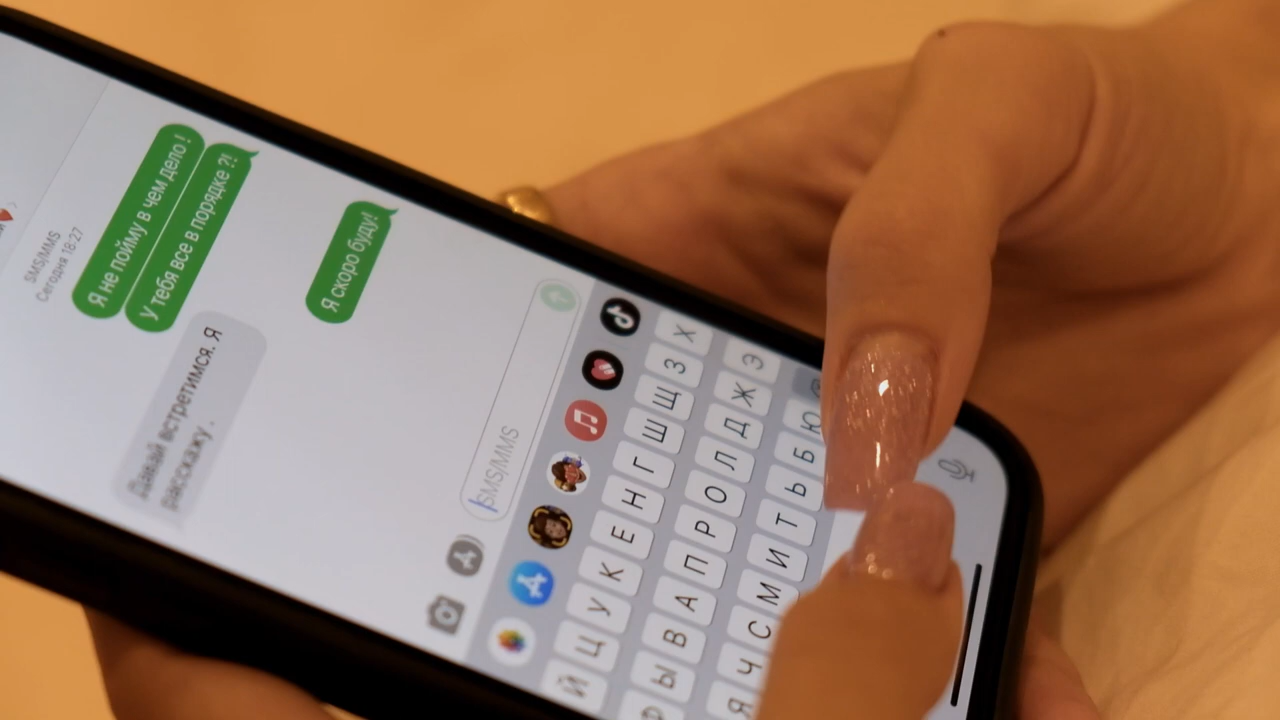 SMS/MMS
Сегодня 18:27
Я не пойму в чем дело !
У тебя все в порядке ?!
Давай встретимся. Я
расскажу .
Я скоро буду!
SMS/MMS
Й Ц У К Е Н Г Ш Щ З Х
Ф Ы В А П Р О Л Д Ж Э
Я Ч С М И Т Ь Б Ю